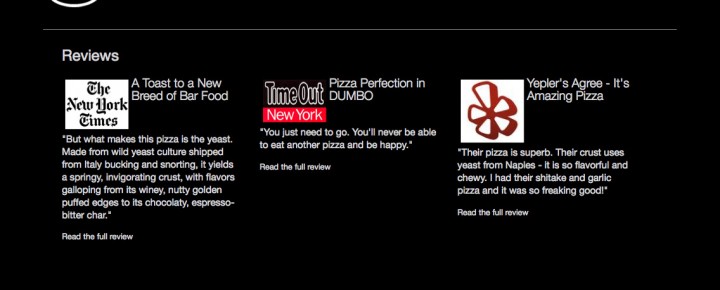 Reviews
The
New York
Times
A Toast to a New
Breed of Bar Food
"But what makes this pizza is the yeast.
Made from wild yeast culture shipped
from Italy bucking and snorting, it yields
a springy, invigorating crust, with flavors
galloping from its winey, nutty golden
puffed edges to its chocolaty, espresso-
bitter char."
Read the full review
TimeOut
New York
Pizza Perfection in
DUMBO
"You just need to go. You'll never be able
to eat another pizza and be happy."
Read the full review
Yepler's Agree - It's
Amazing Pizza
"Their pizza is superb. Their crust uses
yeast from Naples - it is so flavorful and
chewy. I had their shitake and garlic
pizza and it was so freaking good!"
Read the full review